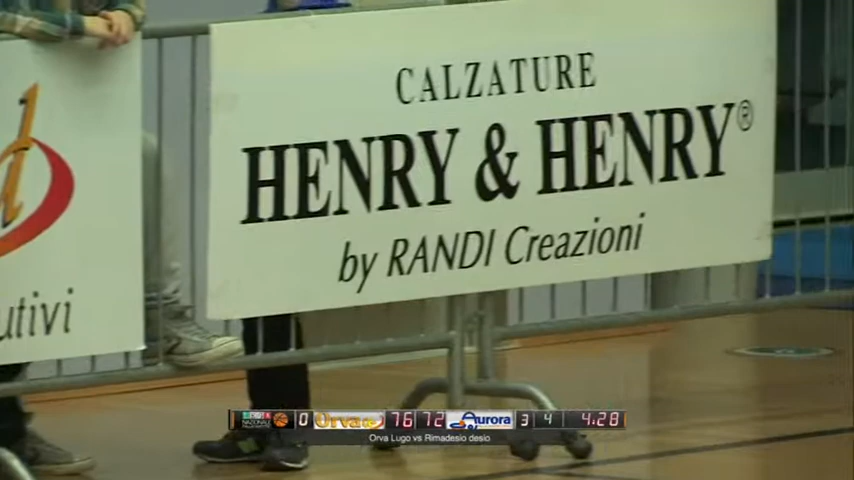 CALZATURE
HENRY & HENRY®
by RANDI Creazioni
utivi
0 Orva 76 72 Aurora 3 4 4:28
Orva Lugo vs Rimadesio desio